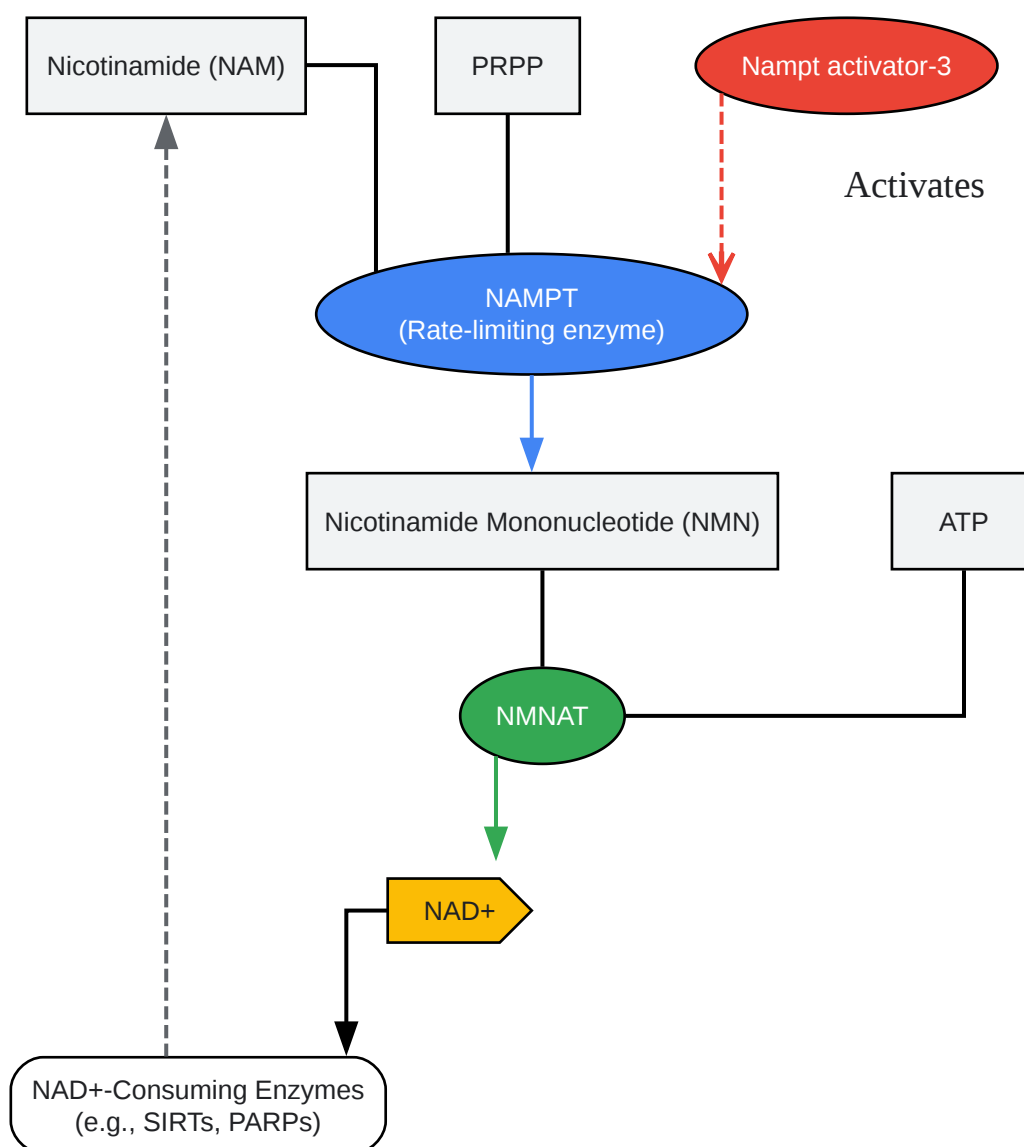 Nicotinamide (NAM)
PRPP
Nampt activator-3
Activates
NAMPT
(Rate-limiting enzyme)
Nicotinamide Mononucleotide (NMN)
ATP
NMNAT
NAD+
NAD+-Consuming Enzymes
(e.g., SIRTs, PARPs)